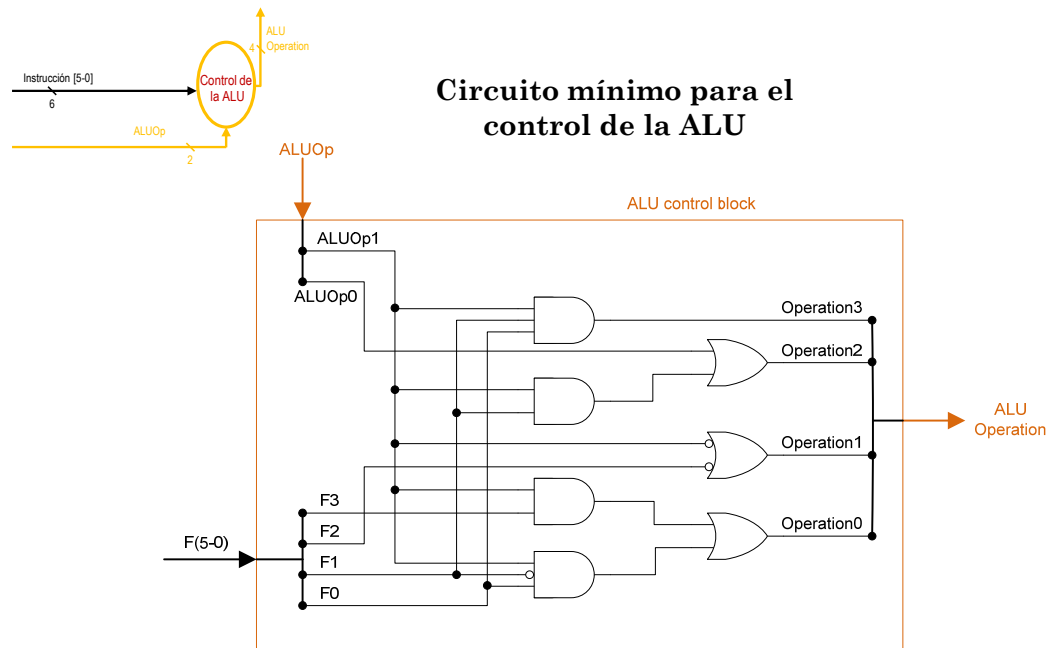 ALU
Operation
4
Instrucción [5-0]
6
Control de
la ALU
ALUOp
2
Circuito mínimo para el
control de la ALU
ALUOp
ALU control block
ALUOp1
ALUOp0
Operation3
Operation2
Operation1
Operation0
ALU
Operation
F(5-0)
F3
F2
F1
F0